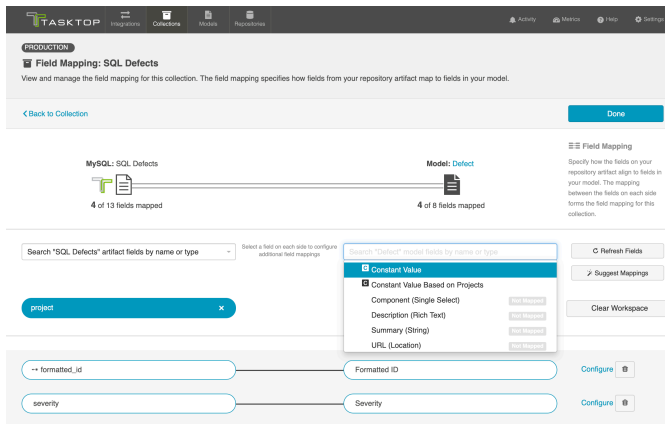 TASKTOP
Integrations
Collections
Models
Repositories
Activity
Metrics
Help
Settings
PRODUCTION
Field Mapping: SQL Defects
View and manage the field mapping for this collection. The field mapping specifies how fields from your repository artifact map to fields in your model.
Back to Collection
Done
Field Mapping
Specify how the fields on your
repository artifact align to fields in
your model. The mapping
between the fields on each side
forms the field mapping for this
collection.
MySQL: SQL Defects
Model: Defect
4 of 13 fields mapped
4 of 8 fields mapped
Search "SQL Defects" artifact fields by name or type
Select a field on each side to configure
additional field mappings
Search "Defect" model fields by name or type
Refresh Fields
C Constant Value
Suggest Mappings
C Constant Value Based on Projects
Component (Single Select) Not Mapped
project x
Description (Rich Text) Not Mapped
Clear Workspace
Summary (String) Not Mapped
URL (Location) Not Mapped
→ formatted_id
Formatted ID
Configure
severity
Severity
Configure